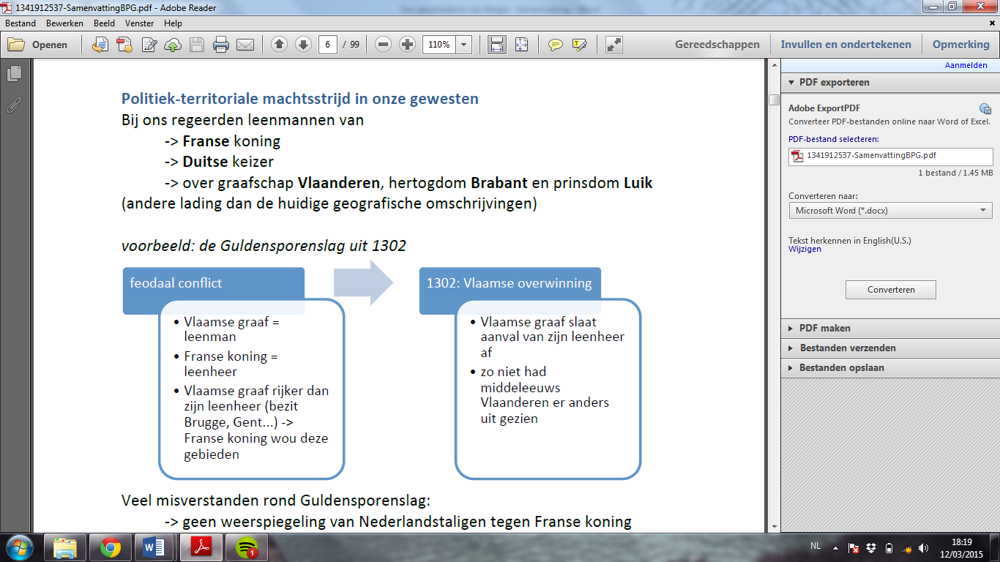 1341912537-SamenvattingBPG.pdf - Adobe Reader
Bestand Bewerken Beeld Venster Help
Openen 6 / 99 110% Gereedschappen Invullen en ondertekenen Opmerking
Politiek-territoriale machtsstrijd in onze gewesten
Bij ons regeerden leenmannen van
-> Franse koning
-> Duitse keizer
-> over graafschap Vlaanderen, hertogdom Brabant en prinsdom Luik
(andere lading dan de huidige geografische omschrijvingen)
voorbeeld: de Guldensporenslag uit 1302
feodaal conflict
• Vlaamse graaf =
leenman
• Franse koning =
leenheer
• Vlaamse graaf rijker dan
zijn leenheer (bezit
Brugge, Gent...) ->
Franse koning wou deze
gebieden
1302: Vlaamse overwinning
• Vlaamse graaf slaat
aanval van zijn leenheer
af
• zo niet had
middeleeuws
Vlaanderen er anders
uit gezien
Veel misverstanden rond Guldensporenslag:
-> geen weerspiegeling van Nederlandstaligen tegen Franse koning
Aanmelden
PDF exporteren
Adobe ExportPDF
Converteer PDF-bestanden online naar Word of Excel.
PDF-bestand selecteren:
1341912537-SamenvattingBPG.pdf
1 bestand / 1.45 MB
Converteren naar:
Microsoft Word (*.docx)
Tekst herkennen in English(U.S.)
Wijzigen
Converteren
PDF maken
Bestanden verzenden
Bestanden opslaan
1
NL
18:19
12/03/2015